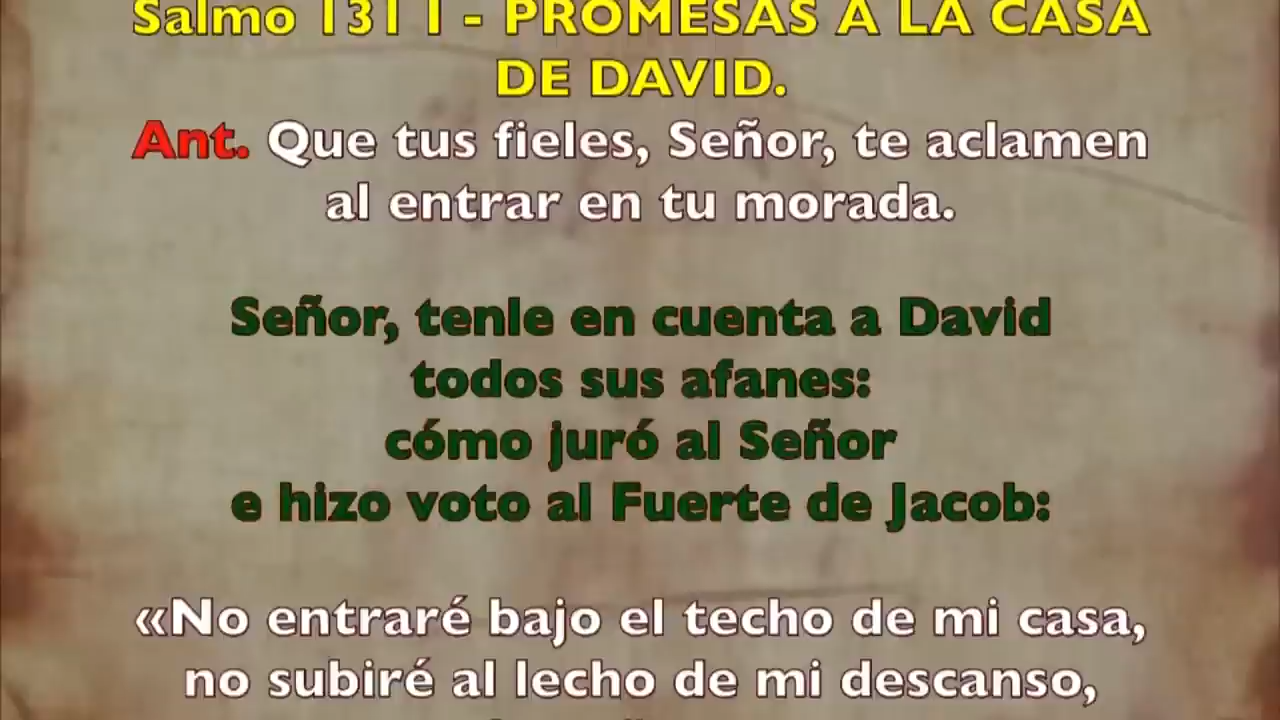 Salmo 131 I - PROMESAS A LA CASA
DE DAVID.
Ant. Que tus fieles, Señor, te aclamen
al entrar en tu morada.
Señor, tenle en cuenta a David
todos sus afanes:
cómo juró al Señor
e hizo voto al Fuerte de Jacob:
«No entraré bajo el techo de mi casa,
no subiré al lecho de mi descanso,